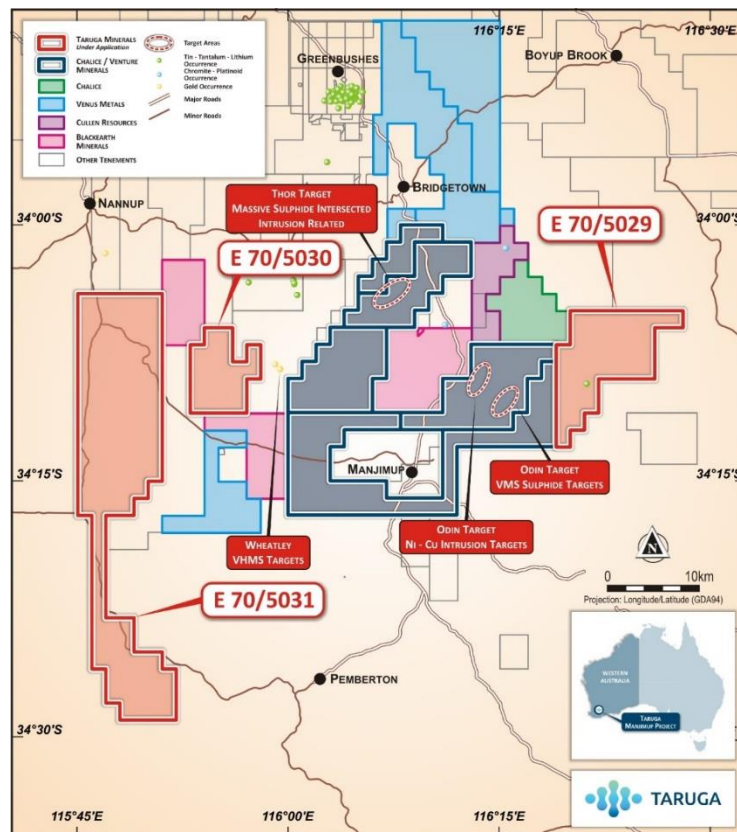 116°15'E
116°30'E
TARUGA MINERALS
Under Application
CHALICE / VENTURE
MINERALS
CHALICE
VENUS METALS
CULLEN RESOURCES
BLACKEARTH
MINERALS
OTHER TENEMENTS
Target Areas
Tin - Tantalum - Lithium
Occurrence
Chromite - Platinoid
Occurrence
Gold Occurrence
Major Roads
Minor Roads
GREENBUSHES
BOYUP BROOK
BRIDGETOWN
NANNUP
34°00'S
34°00'S
THOR TARGET
MASSIVE SULPHIDE INTERSECTED
INTRUSION RELATED
E 70/5029
E 70/5030
34°15'S
34°15'S
MANJIMUP
ODIN TARGET
VMS SULPHIDE TARGETS
WHEATLEY
VHMS TARGETS
ODIN TARGET
NI - CU INTRUSION TARGETS
N
0 10km
Projection: Longitude/Latitude (GDA94)
E 70/5031
PEMBERTON
WESTERN
AUSTRALIA
TARUGA
MANJIMUP PROJECT
34°30'S
TARUGA
115°45'E
116°00'E
116°15'E